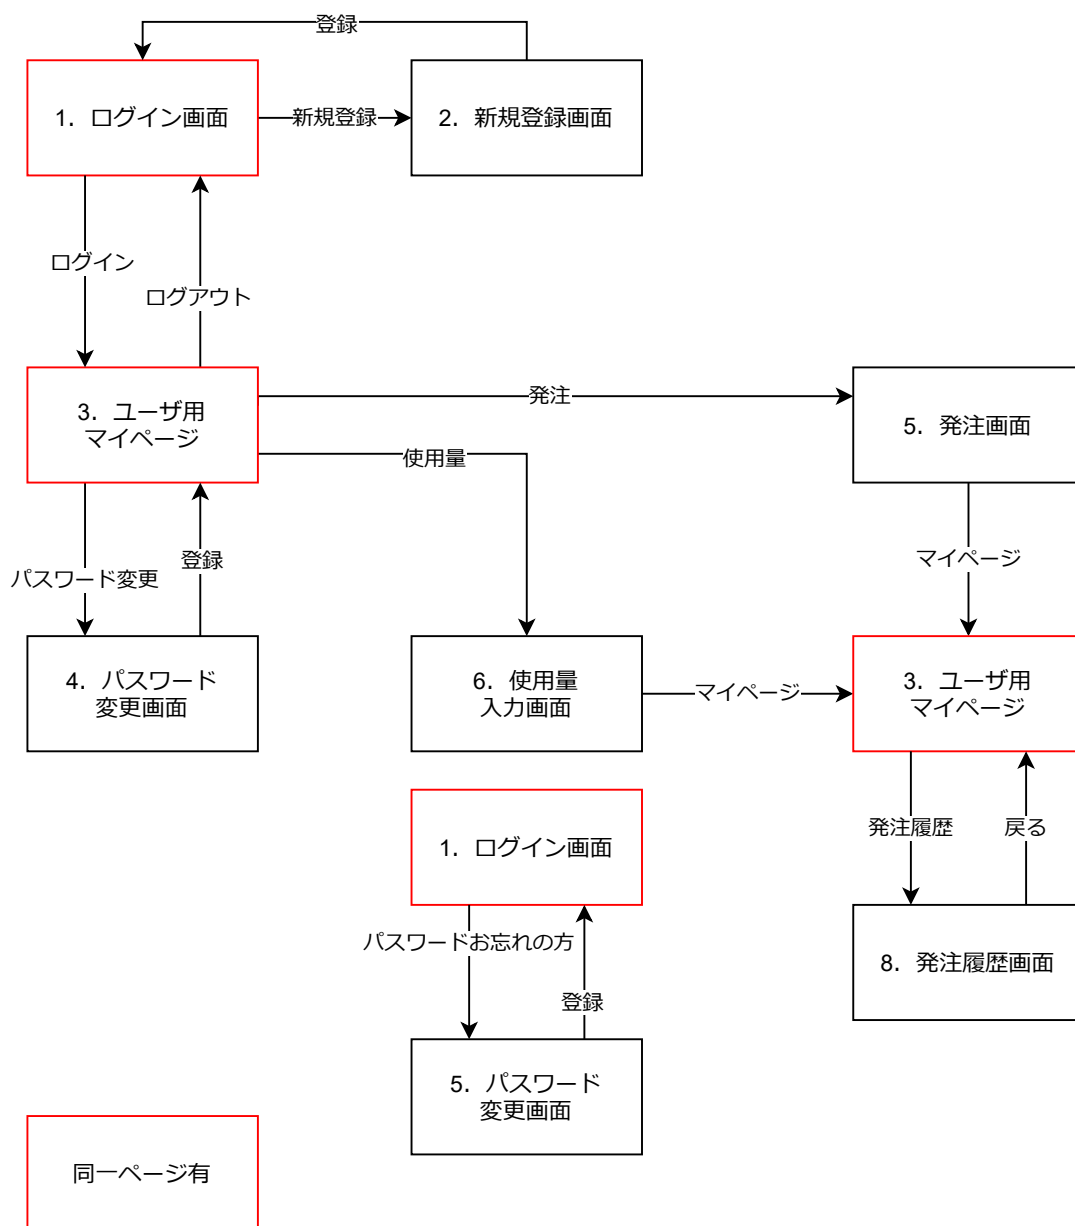 登録
1. ログイン画面
新規登録
2. 新規登録画面
ログイン
ログアウト
3. ユーザ用
マイページ
発注
5. 発注画面
使用量
マイページ
パスワード変更
登録
4. パスワード
変更画面
6. 使用量
入力画面
マイページ
3. ユーザ用
マイページ
1. ログイン画面
発注履歴
戻る
パスワードお忘れの方
登録
8. 発注履歴画面
5. パスワード
変更画面
同一ページ有